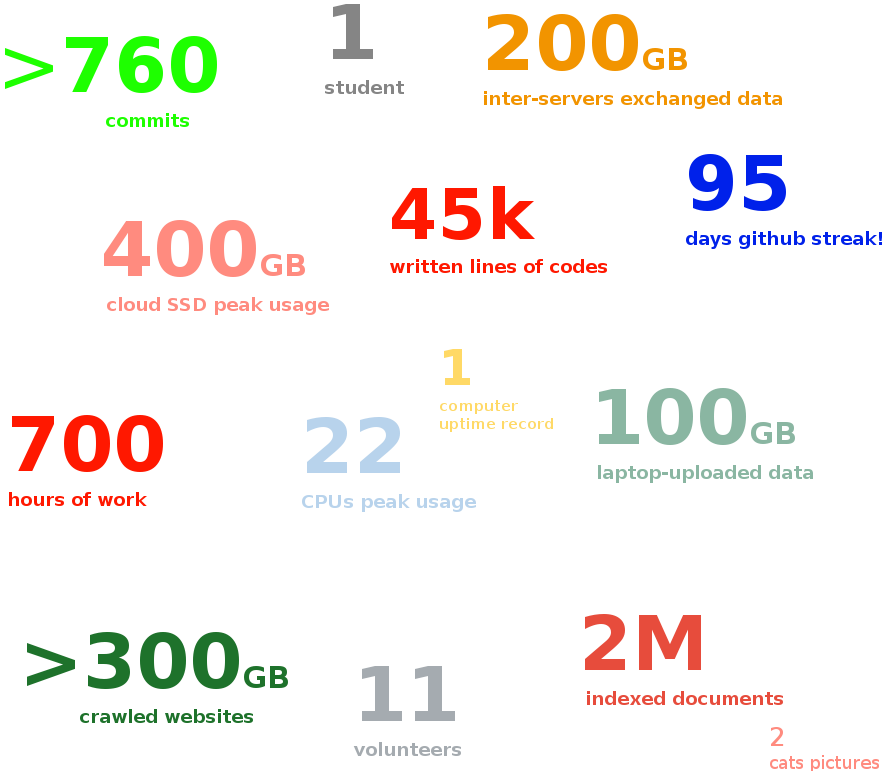 >760
commits
1
student
200GB
inter-servers exchanged data
400GB
cloud SSD peak usage
45k
written lines of codes
95
days github streak!
700
hours of work
22
CPUs peak usage
1
computer
uptime record
100GB
laptop-uploaded data
>300GB
crawled websites
11
volunteers
2M
indexed documents
2
cats pictures